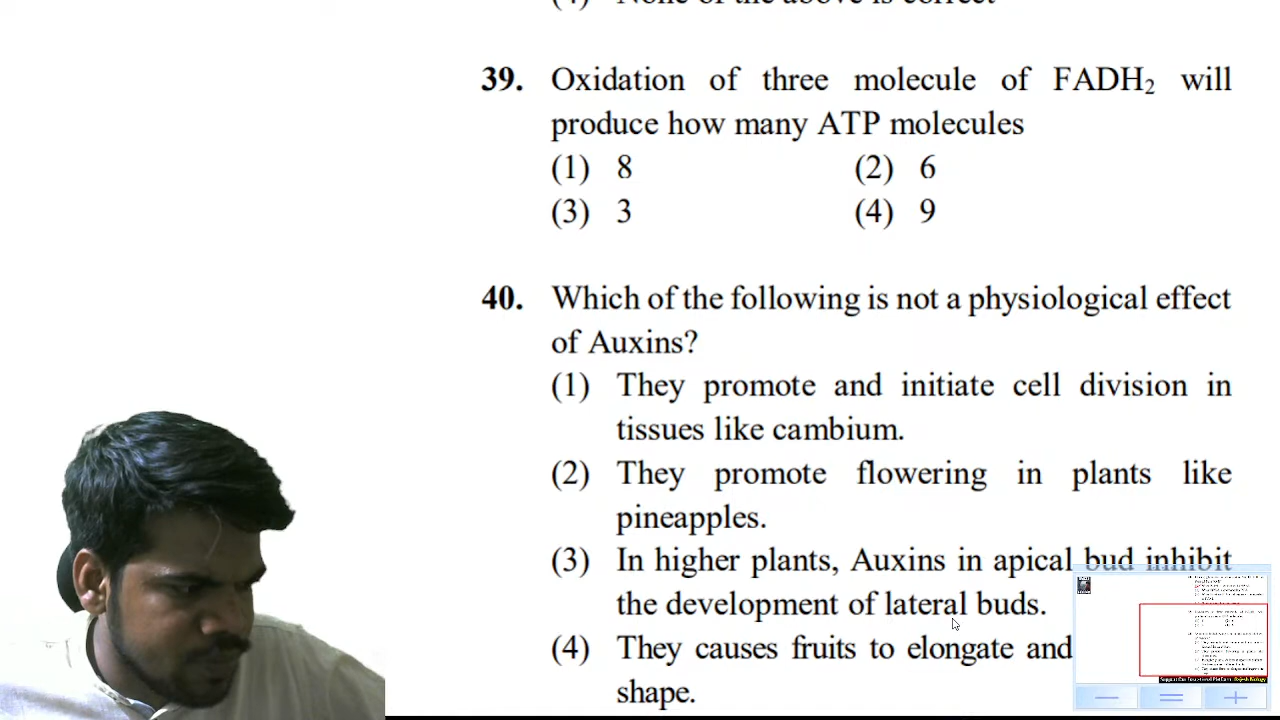 39. Oxidation of three molecule of FADH₂ will
produce how many ATP molecules
(1) 8 (2) 6
(3) 3 (4) 9
40. Which of the following is not a physiological effect
of Auxins?
(1) They promote and initiate cell division in
tissues like cambium.
(2) They promote flowering in plants like
pineapples.
(3) In higher plants, Auxins in apical bud inhibit
the development of lateral buds.
(4) They causes fruits to elongate and
shape.